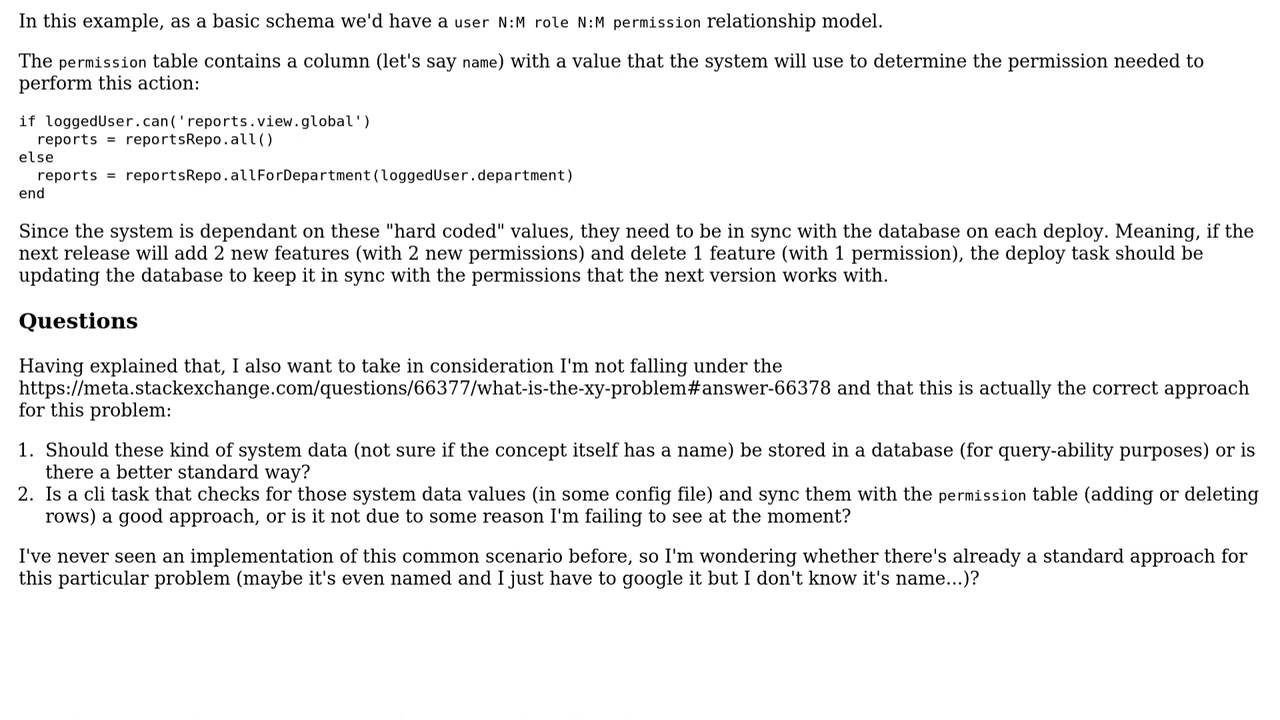 In this example, as a basic schema we'd have a user N:M role N:M permission relationship model.
The permission table contains a column (let's say name) with a value that the system will use to determine the permission needed to
perform this action:
if loggedUser.can('reports.view.global')
  reports = reportsRepo.all()
else
  reports = reportsRepo.allForDepartment(loggedUser.department)
end
Since the system is dependant on these "hard coded" values, they need to be in sync with the database on each deploy. Meaning, if the
next release will add 2 new features (with 2 new permissions) and delete 1 feature (with 1 permission), the deploy task should be
updating the database to keep it in sync with the permissions that the next version works with.
Questions
Having explained that, I also want to take in consideration I'm not falling under the
https://meta.stackexchange.com/questions/66377/what-is-the-xy-problem#answer-66378 and that this is actually the correct approach
for this problem:
1. Should these kind of system data (not sure if the concept itself has a name) be stored in a database (for query-ability purposes) or is
there a better standard way?
2. Is a cli task that checks for those system data values (in some config file) and sync them with the permission table (adding or deleting
rows) a good approach, or is it not due to some reason I'm failing to see at the moment?
I've never seen an implementation of this common scenario before, so I'm wondering whether there's already a standard approach for
this particular problem (maybe it's even named and I just have to google it but I don't know it's name...)?